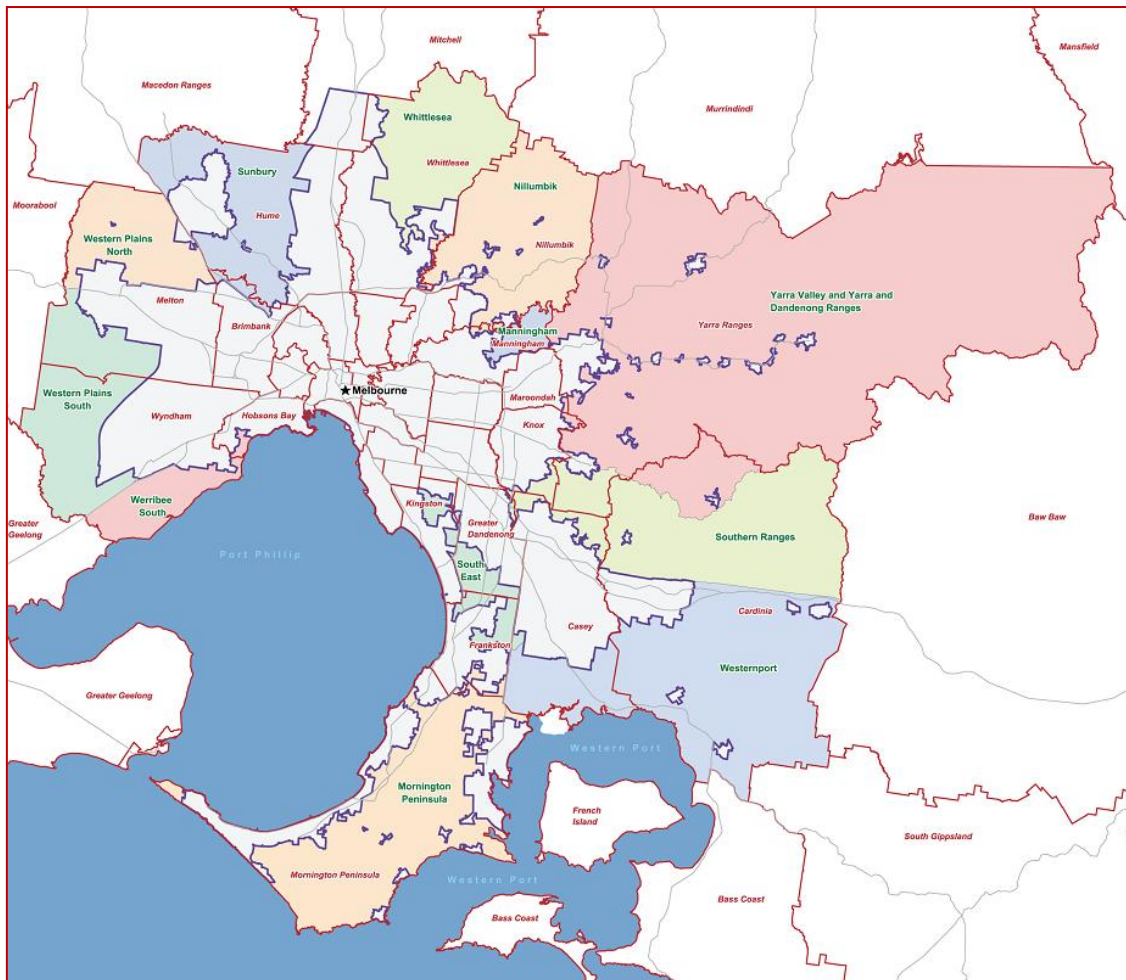 Mitchell
Mansfield
Macedon Ranges
Murrindindi
Whittlesea
Whittlesea
Sunbury
Nillumbik
Moorabool
Hume
Western Plains
North
Nillumbik
Melton
Yarra Valley and Yarra and
Dandenong Ranges
Brimbank
Manningham
Manningham
Yarra Ranges
Melbourne
Western Plains
South
Maroondah
Wyndham
Hobsons Bay
Knox
Werribee
South
Kingston
Greater
Dandenong
Greater
Geelong
Port Phillip
Southern Ranges
Baw Baw
South
East
Cardinia
Casey
Frankston
Westernport
Greater Geelong
Western Port
Mornington
Peninsula
French
Island
South Gippsland
Mornington Peninsula
Western Port
Bass Coast
Bass Coast